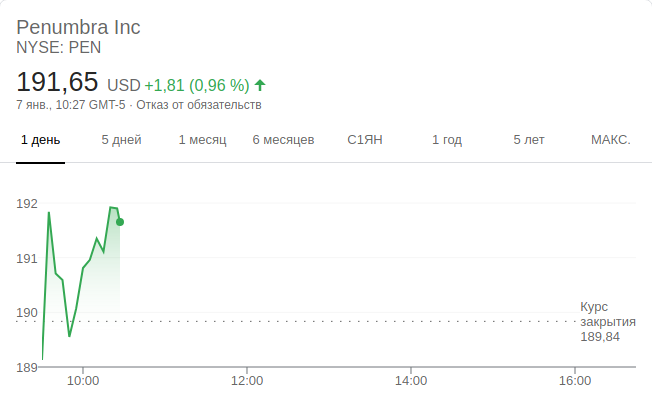 Penumbra Inc
NYSE: PEN
191,65 USD +1,81 (0,96 %)
7 янв., 10:27 GMT-5 · Отказ от обязательств
1 день 5 дней 1 месяц 6 месяцев С1ЯН 1 год 5 лет МАКС.
192
191
190
Курс
закрытия
189,84
189
10:00 12:00 14:00 16:00